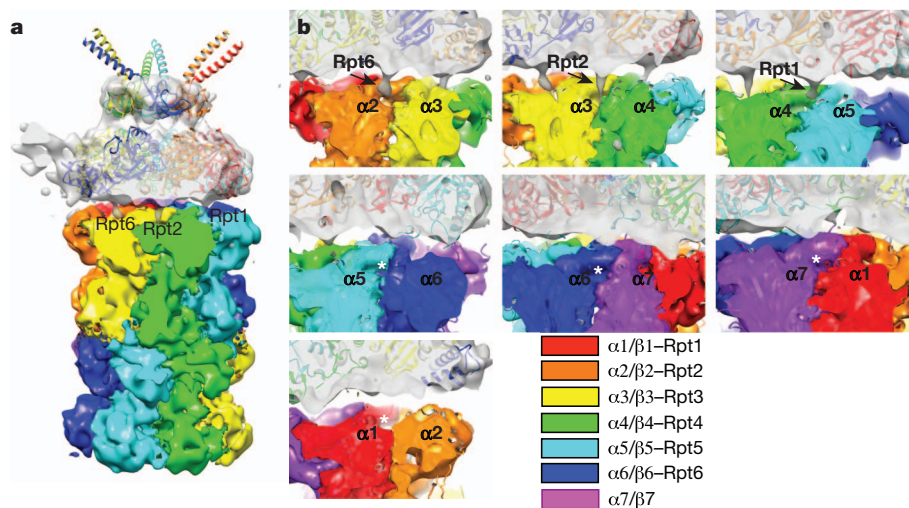 a
Rpt6
Rpt2
Rpt1
b
Rpt6
α2
α3
Rpt2
α3
α4
Rpt1
α4
α5
α5
*
α6
α6
*
α7
α7
*
α1
α1
*
α2
α1/β1–Rpt1
α2/β2–Rpt2
α3/β3–Rpt3
α4/β4–Rpt4
α5/β5–Rpt5
α6/β6–Rpt6
α7/β7